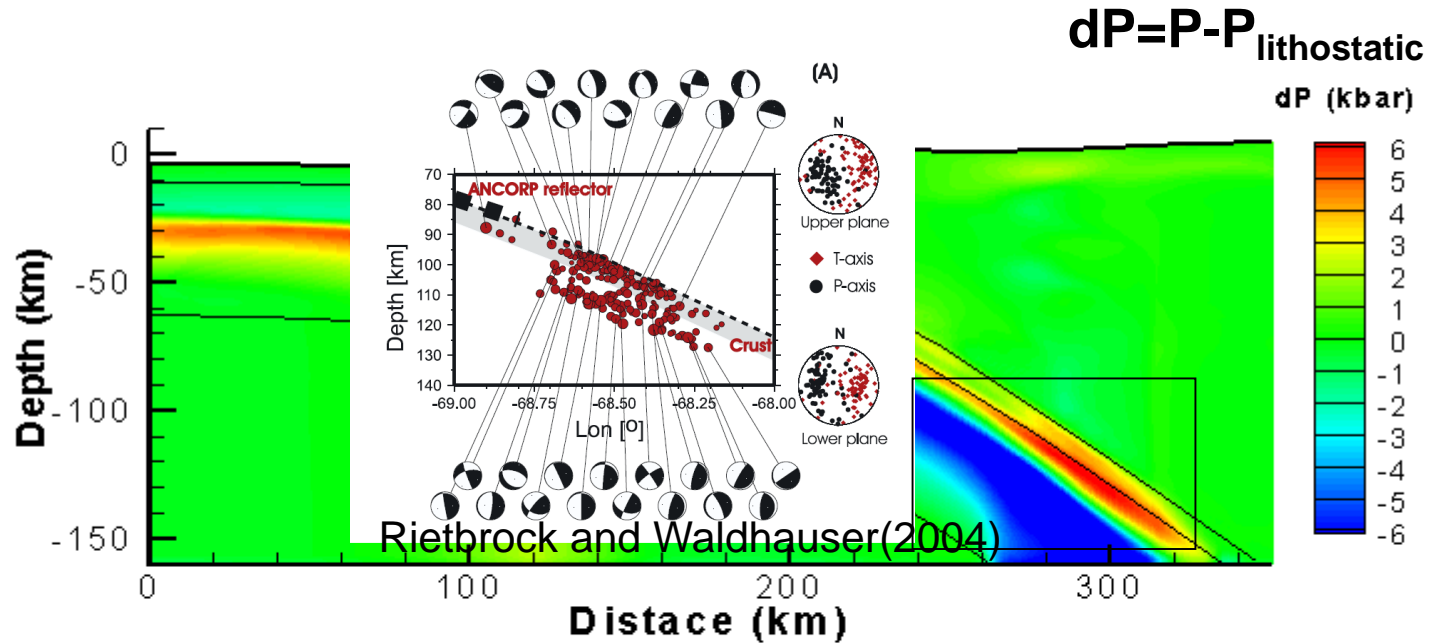 dP=P-Plithostatic
dP (kbar)
6
5
4
3
2
1
0
-1
-2
-3
-4
-5
-6
(A)
N
Upper plane
T-axis
P-axis
N
Lower plane
ANCORP reflector
Crust
Depth [km]
70
80
90
100
110
120
130
140
-69.00 -68.75 -68.50 -68.25 -68.00
Lon [o]
Rietbrock and Waldhauser(2004)
Depth (km)
0
-50
-100
-150
0 100 200 300
Distace (km)